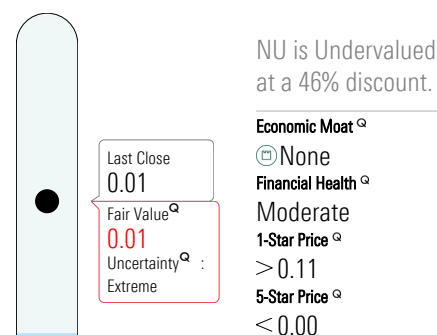 NU is Undervalued
at a 46% discount.
Economic Moat Q
None
Financial Health Q
Moderate
1-Star Price Q
> 0.11
5-Star Price Q
< 0.00
Last Close
0.01
Fair Value Q
0.01
Uncertainty Q :
Extreme